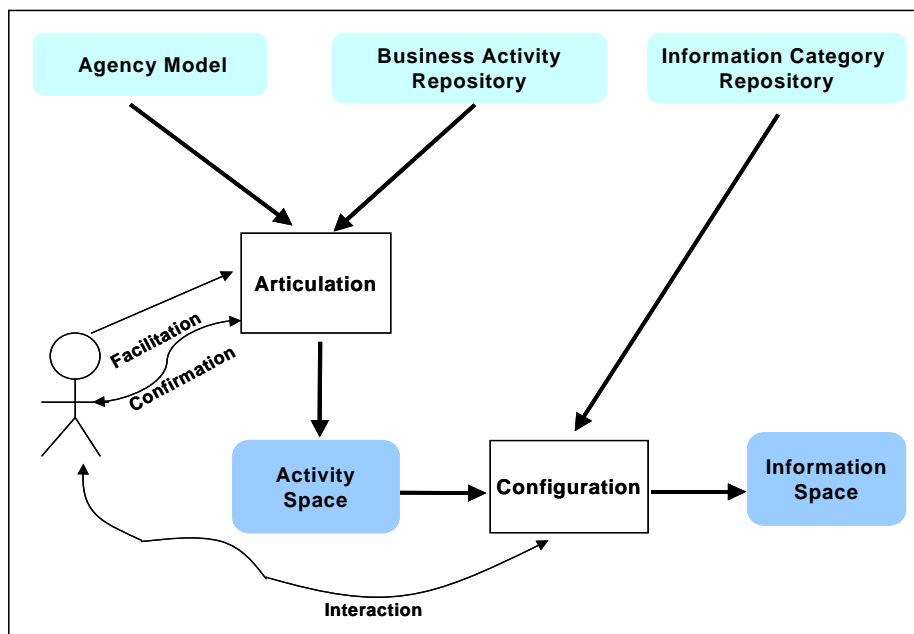 Agency Model
Business Activity
Repository
Information Category
Repository
Articulation
Facilitation
Confirmation
Activity
Space
Configuration
Information
Space
Interaction